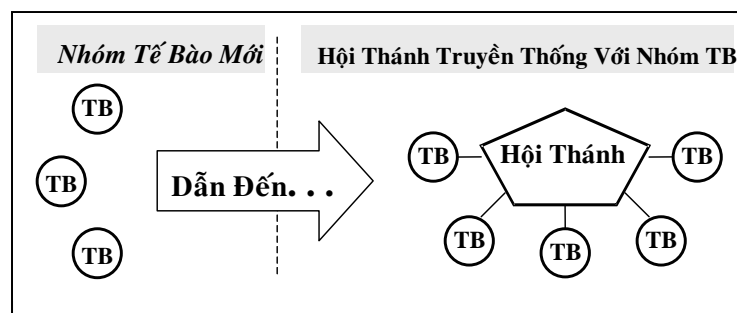 Nhóm Tế Bào Mới
Hội Thánh Truyền Thống Với Nhóm TB
TB
TB
TB
Dẫn Đến. . .
Hội Thánh
TB
TB
TB
TB
TB